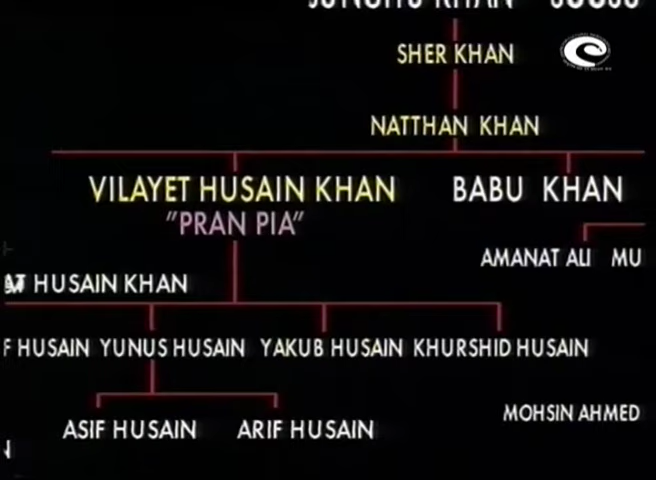 SHER KHAN
NATTHAN KHAN
VILAYET HUSAIN KHAN BABU KHAN
"PRAN PIA"
AMANAT ALI MU
HUSAIN KHAN
F HUSAIN YUNUS HUSAIN YAKUB HUSAIN KHURSHID HUSAIN
MOHSIN AHMED
ASIF HUSAIN ARIF HUSAIN